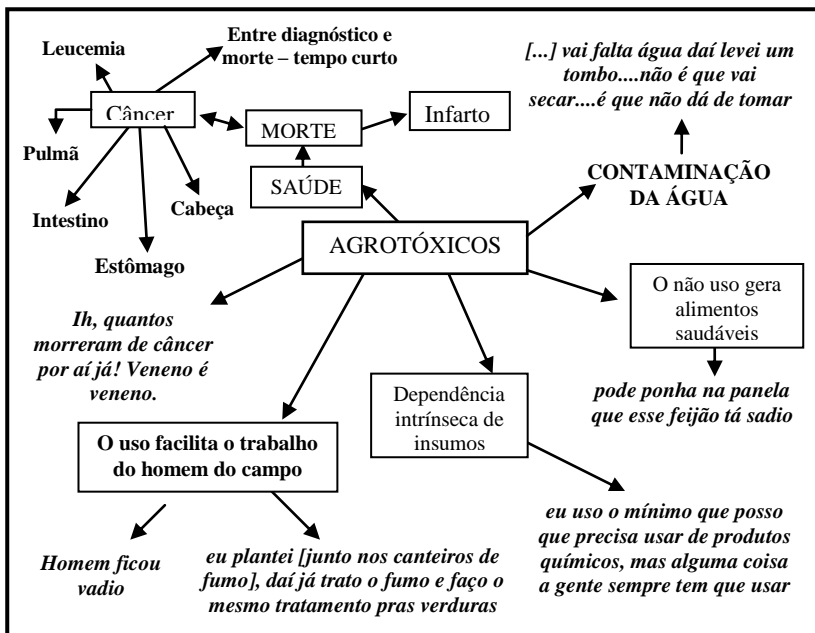 Leucemia
Entre diagnóstico e
morte – tempo curto
[...] vai falta água daí levei um
tombo....não é que vai
secar....é que não dá de tomar
Câncer
MORTE
Infarto
Pulmã
SAÚDE
Cabeça
Intestino
Estômago
CONTAMINAÇÃO
DA ÁGUA
AGROTÓXICOS
O não uso gera
alimentos
saudáveis
Ih, quantos
morreram de câncer
por aí já! Veneno é
veneno.
pode ponha na panela
que esse feijão tá sadio
Dependência
intrínseca de
insumos
O uso facilita o trabalho
do homem do campo
Homem ficou
vadio
eu plantei [junto nos canteiros de
fumo], daí já trato o fumo e faço o
mesmo tratamento pras verduras
eu uso o mínimo que posso
que precisa usar de produtos
químicos, mas alguma coisa
a gente sempre tem que usar